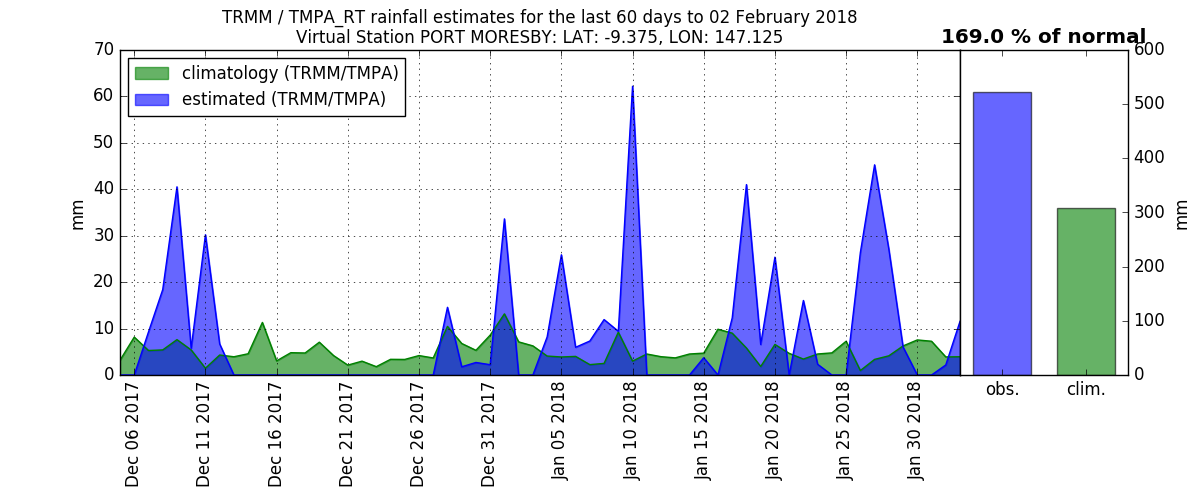 TRMM / TMPA_RT rainfall estimates for the last 60 days to 02 February 2018
Virtual Station PORT MORESBY: LAT: -9.375, LON: 147.125
169.0 % of normal
climatology (TRMM/TMPA)
estimated (TRMM/TMPA)
70
60
50
40
30
20
10
0
mm
Dec 06 2017
Dec 11 2017
Dec 16 2017
Dec 21 2017
Dec 26 2017
Dec 31 2017
Jan 05 2018
Jan 10 2018
Jan 15 2018
Jan 20 2018
Jan 25 2018
Jan 30 2018
600
500
400
300
200
100
0
mm
obs.
clim.